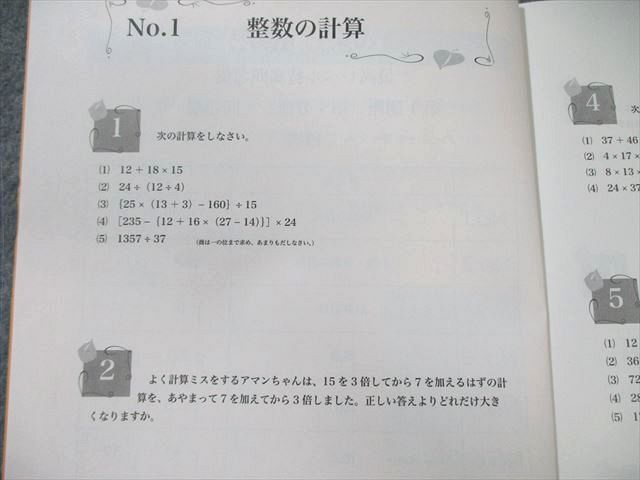 No.1 整数の計算
1
次の計算をしなさい。
(1) 12 + 18 × 15
(2) 24 ÷ (12 ÷ 4)
(3) {25 × (13 + 3) − 160} ÷ 15
(4) [235 − {12 + 16 × (27 − 14)}] × 24
(5) 1357 ÷ 37 (商は一の位まで求め、あまりもだしなさい。)
2
よく計算ミスをするアマンちゃんは、15 を 3 倍してから 7 を加えるはずの計
算を、あやまって 7 を加えてから 3 倍しました。正しい答えよりどれだけ大き
くなりますか。
4
次
(1) 37 + 46
(2) 4 × 17 ×
(3) 8 × 13 ×
(4) 24 × 37
5
(1) 12
(2) 36
(3) 72
(4) 28
(5)